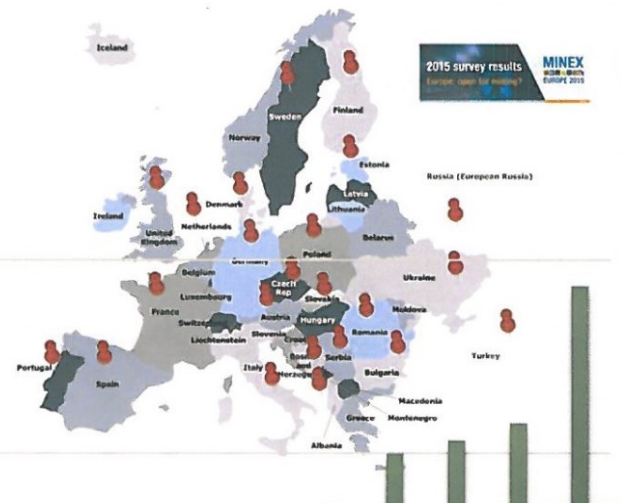 Iceland
2015 survey results
Europe: open for mining?
MINEX
EUROPE 2015
Sweden
Finland
Norway
Estonia
Russia (European Russia)
Latvia
Denmark
Lithuania
Ireland
Netherlands
United
Kingdom
Belarus
Germany
Poland
Belgium
Ukraine
Czech
Rep
Luxembourg
Slovakia
France
Austria
Hungary
Moldova
Liechtenstein
Slovenia
Romania
Turkey
Serbia
Portugal
Italy
Bulgaria
Spain
Macedonia
Greece
Montenegro
Albania